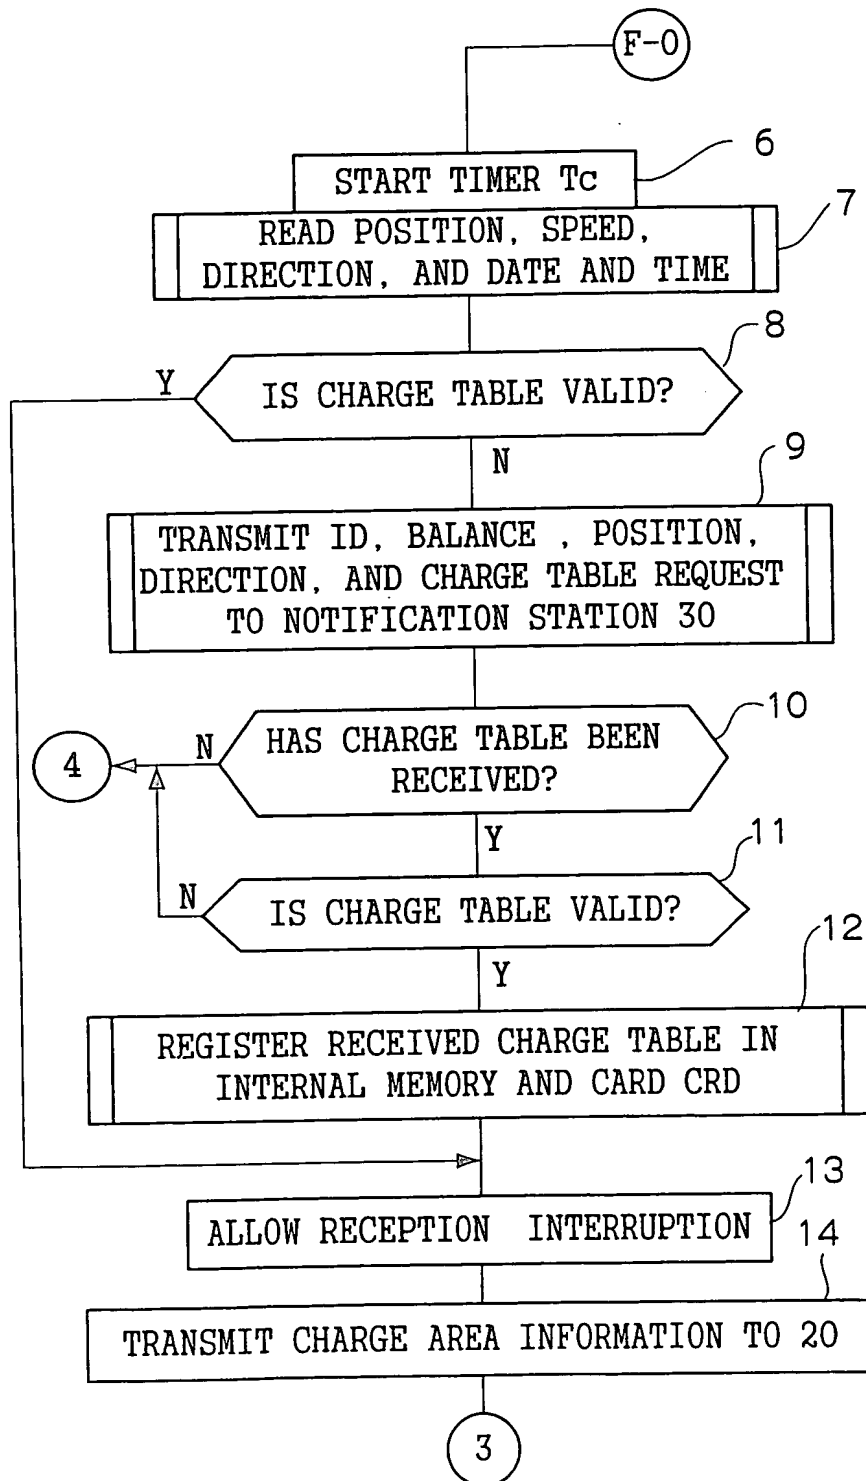 F-0
6
START TIMER Tc
7
READ POSITION, SPEED,
DIRECTION, AND DATE AND TIME
8
Y
IS CHARGE TABLE VALID?
N
9
TRANSMIT ID, BALANCE , POSITION,
DIRECTION, AND CHARGE TABLE REQUEST
TO NOTIFICATION STATION 30
10
4
N
HAS CHARGE TABLE BEEN
RECEIVED?
Y
11
N
IS CHARGE TABLE VALID?
Y
12
REGISTER RECEIVED CHARGE TABLE IN
INTERNAL MEMORY AND CARD CRD
13
ALLOW RECEPTION INTERRUPTION
14
TRANSMIT CHARGE AREA INFORMATION TO 20
3